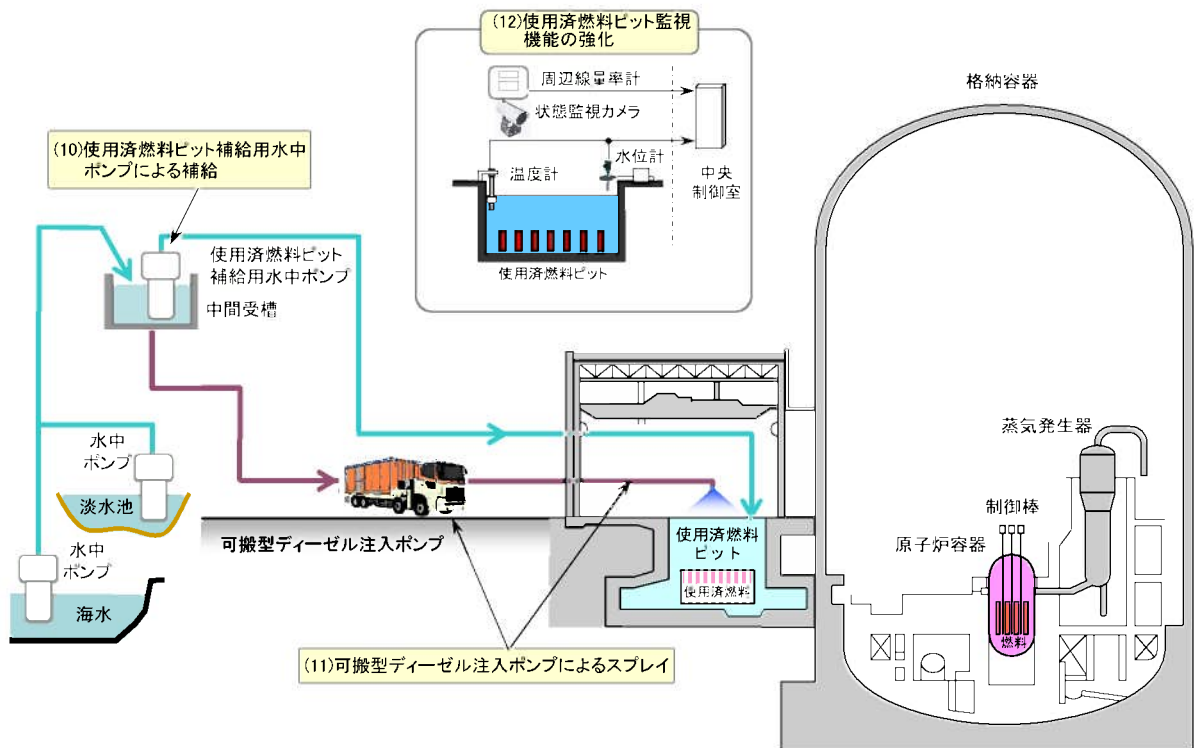 (12)使用済燃料ピット監視
機能の強化
周辺線量率計
状態監視カメラ
水位計
温度計
中央
制御室
使用済燃料ピット
格納容器
(10)使用済燃料ピット補給用水中
ポンプによる補給
使用済燃料ピット
補給用水中ポンプ
中間受槽
水中
ポンプ
淡水池
水中
ポンプ
海水
可搬型ディーゼル注入ポンプ
使用済燃料
ピット
使用済燃料
(11)可搬型ディーゼル注入ポンプによるスプレイ
蒸気発生器
制御棒
原子炉容器
燃料